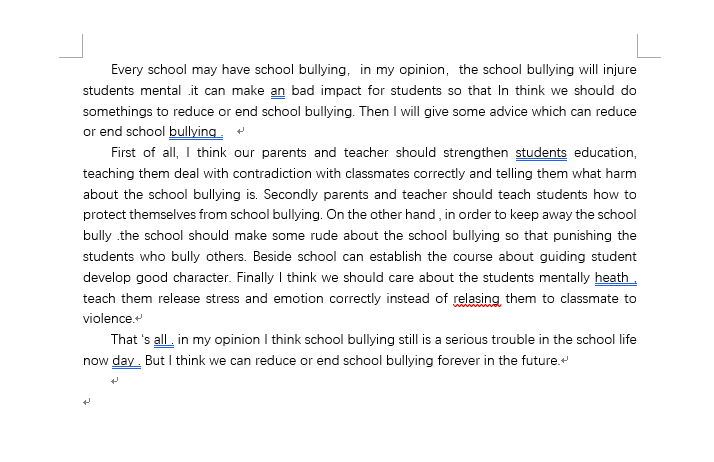 Every school may have school bullying,  in my opinion,  the school bullying will injure
students mental .it can make an bad impact for students so that In think we should do
somethings to reduce or end school bullying. Then I will give some advice which can reduce
or end school bullying .
First of all, I think our parents and teacher should strengthen students education,
teaching them deal with contradiction with classmates correctly and telling them what harm
about the school bullying is. Secondly parents and teacher should teach students how to
protect themselves from school bullying. On the other hand , in order to keep away the school
bully .the school should make some rude about the school bullying so that punishing the
students who bully others. Beside school can establish the course about guiding student
develop good character. Finally I think we should care about the students mentally heath ,
teach them release stress and emotion correctly instead of relasing them to classmate to
violence.
That 's all . in my opinion I think school bullying still is a serious trouble in the school life
now day . But I think we can reduce or end school bullying forever in the future.